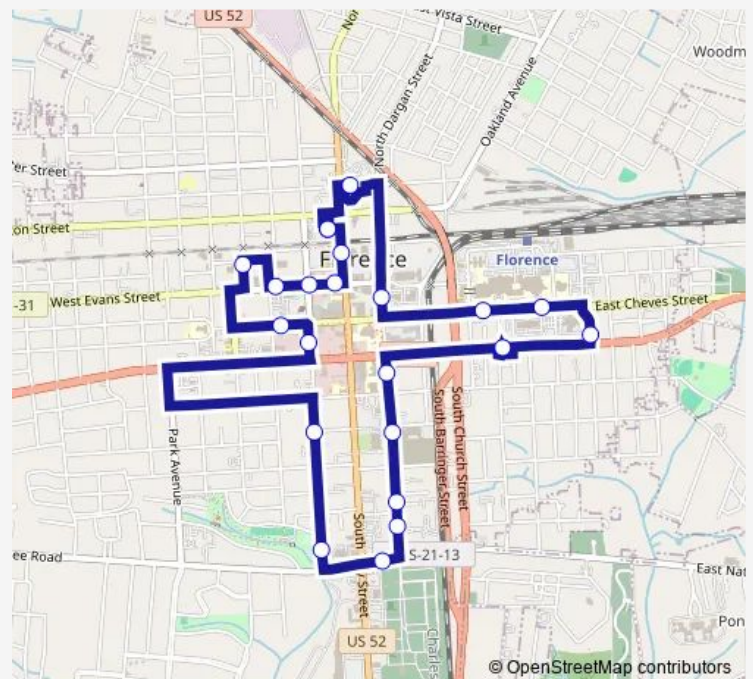 US 52
Vista Street
Woodm
North Dargan Street
Oakland Avenue
er Street
on Street
Florence
Florence
-31
West Evans Street
East Cheves Street
Park Avenue
South Church Street
South Barringer Street
South
Street
ee Road
S-21-13
East Nat
Pon
US 52
Charles
© OpenStreetMap contributors